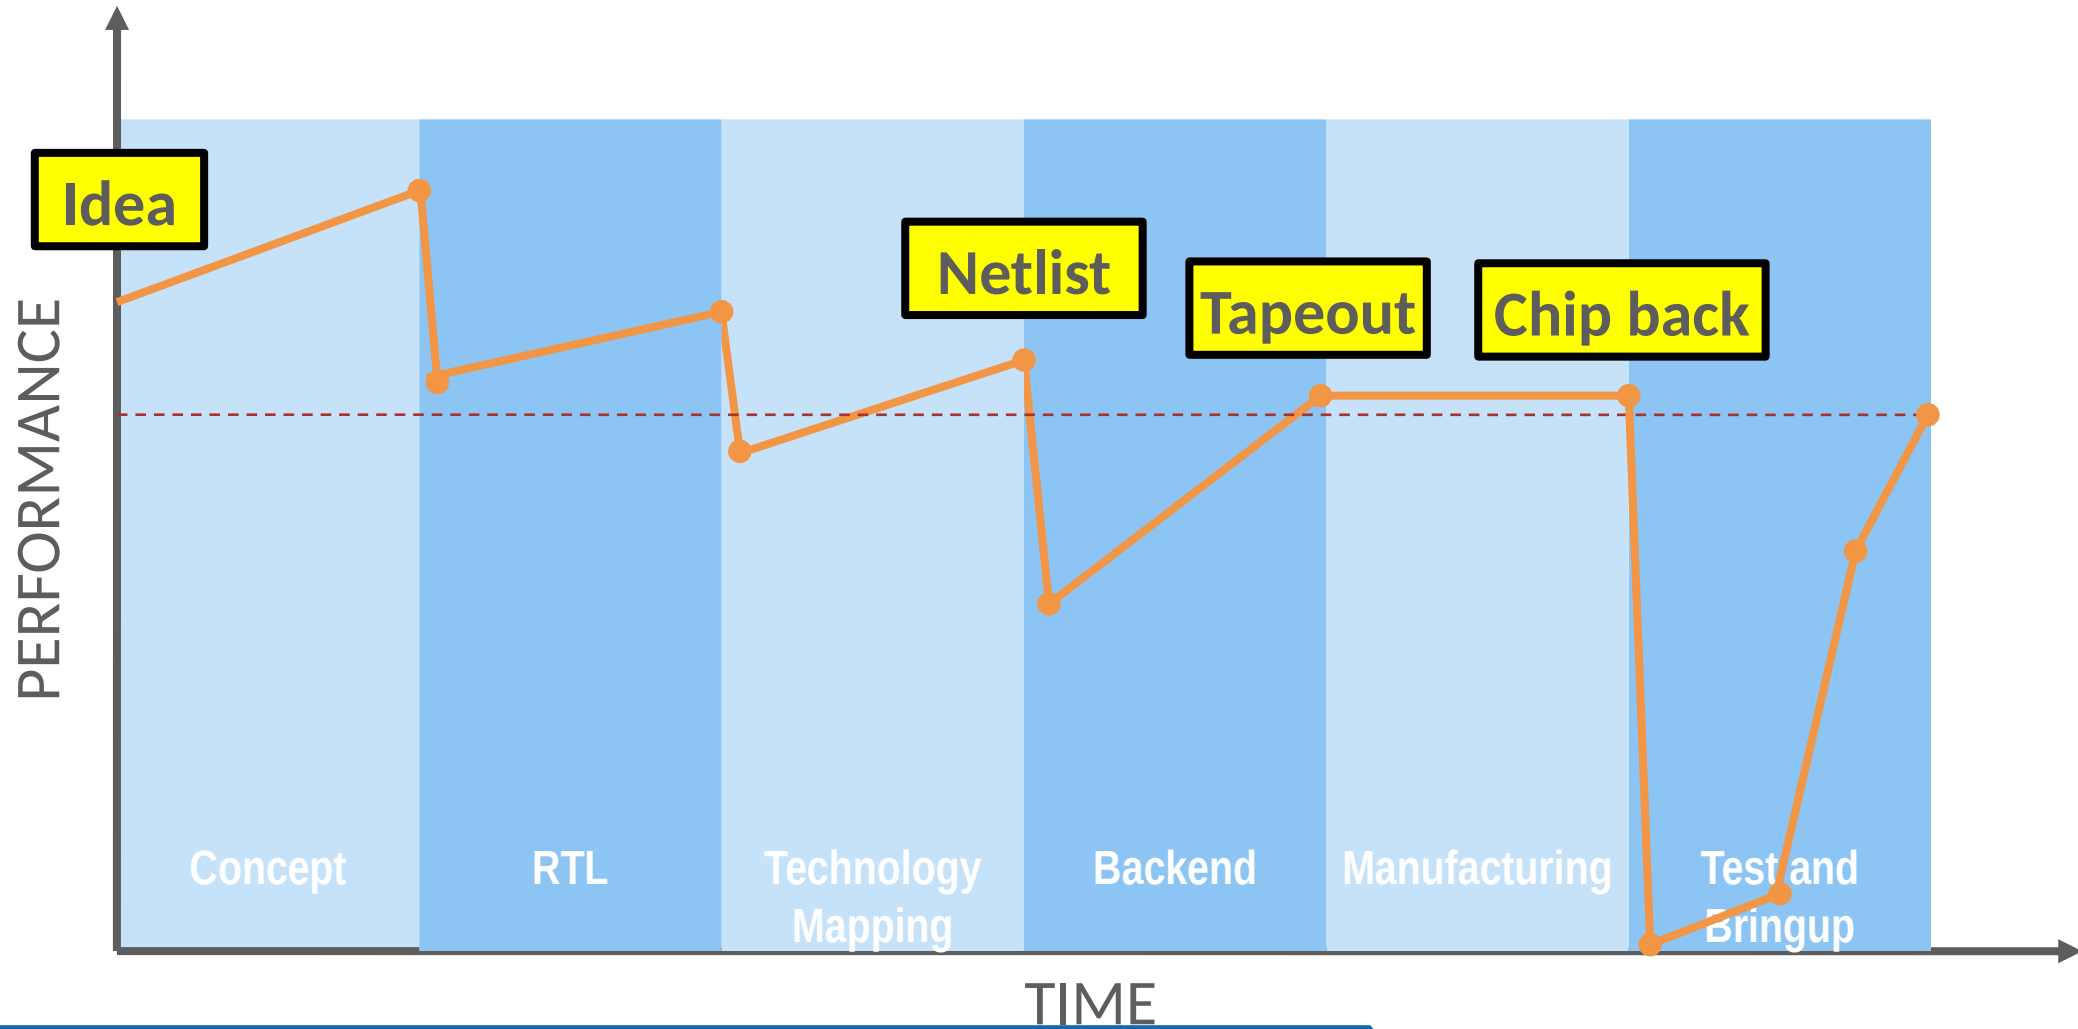 Idea
Netlist
Tapeout
Chip back
PERFORMANCE
Concept
RTL
Technology
Mapping
Backend
Manufacturing
Test and
Bringup
TIME